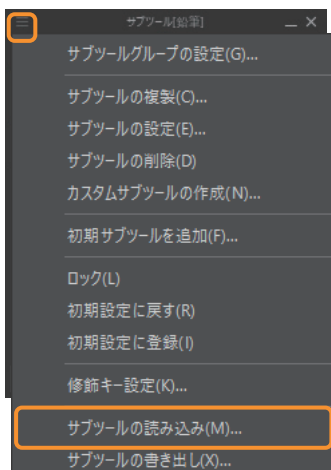 サブツール[鉛筆]
サブツールグループの設定(G)...
サブツールの複製(C)...
サブツールの設定(E)...
サブツールの削除(D)
カスタムサブツールの作成(N)...
初期サブツールを追加(F)...
ロック(L)
初期設定に戻す(R)
初期設定に登録(I)
修飾キー設定(K)...
サブツールの読み込み(M)...
サブツールの書き出し(X)...